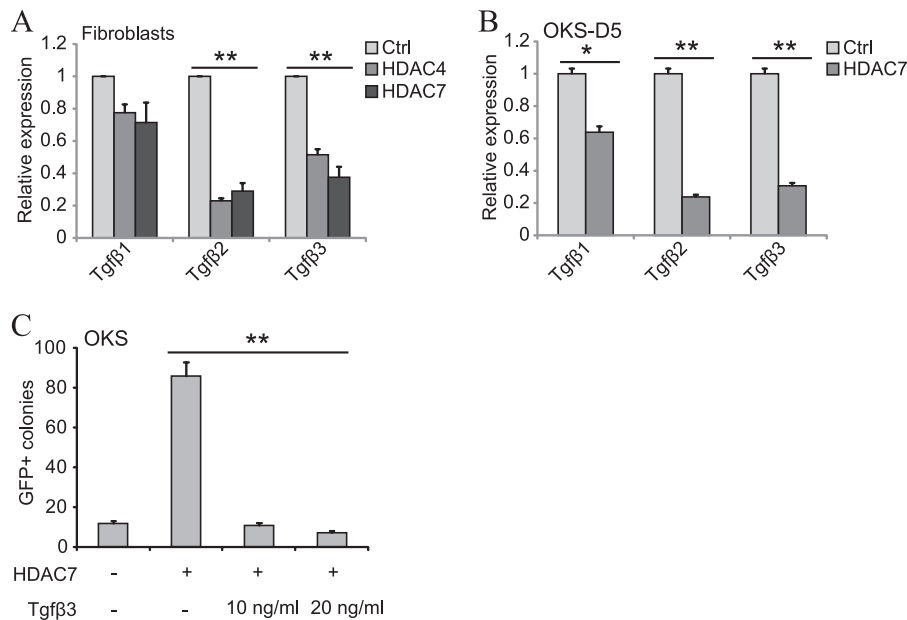 A
Fibroblasts
Relative expression
1.2
1
0.8
0.6
0.4
0.2
0
**
**
Ctrl
HDAC4
HDAC7
Tgfβ1
Tgfβ2
Tgfβ3
B
OKS-D5
Relative expression
1.2
1
0.8
0.6
0.4
0.2
0
*
**
**
Ctrl
HDAC7
Tgfβ1
Tgfβ2
Tgfβ3
C
OKS
GFP+ colonies
100
80
60
40
20
0
**
HDAC7 - + + +
Tgfβ3 - - 10 ng/ml 20 ng/ml